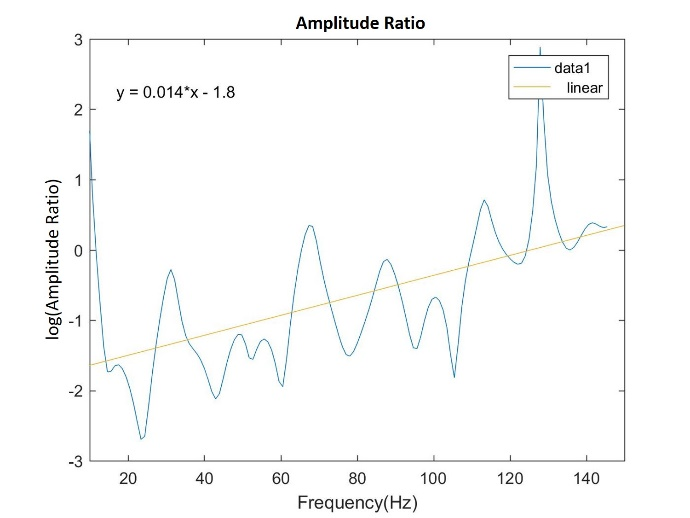 Amplitude Ratio
3
2
1
0
-1
-2
-3
log(Amplitude Ratio)
y = 0.014*x - 1.8
data1
linear
20 40 60 80 100 120 140
Frequency(Hz)